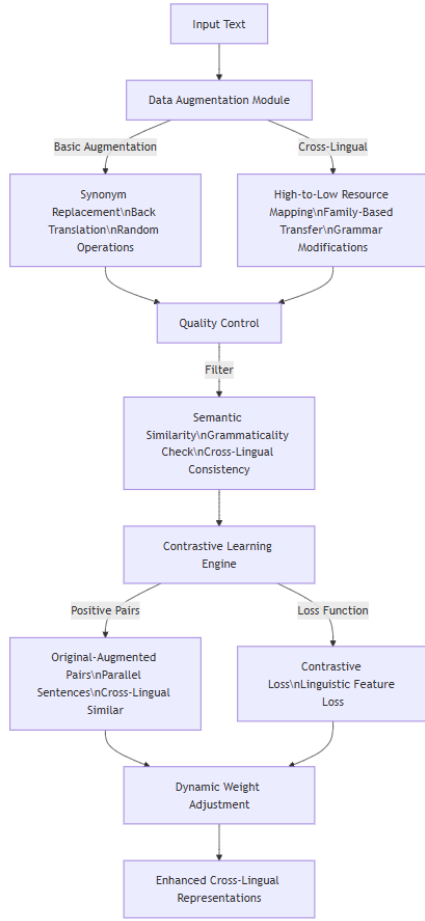 Input Text
Data Augmentation Module
Basic Augmentation
Cross-Lingual
Synonym
Replacement\nBack
Translation\nRandom
Operations
High-to-Low Resource
Mapping\nFamily-Based
Transfer\nGrammar
Modifications
Quality Control
Filter
Semantic
Similarity\nGrammaticality
Check\nCross-Lingual
Consistency
Contrastive Learning
Engine
Positive Pairs
Loss Function
Original-Augmented
Pairs\nParallel
Sentences\nCross-Lingual
Similar
Contrastive
Loss\nLinguistic Feature
Loss
Dynamic Weight
Adjustment
Enhanced Cross-Lingual
Representations